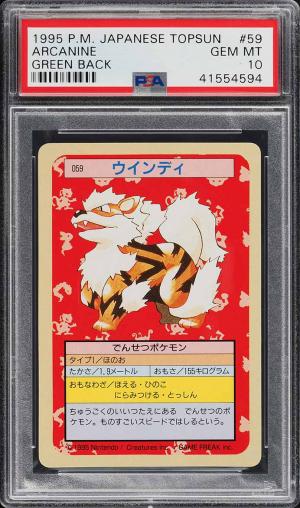 1995 P.M. JAPANESE TOPSUN #59
ARCANINE GEM MT
GREEN BACK 10
PSA 41554594
059 ウインディ
でんせつポケモン
タイプ1/ほのお
たかさ/1.9メートル おもさ/155キログラム
おもなわざ/ほえる・ひのこ
にらみつける・とっしん
ちゅうごくのいいつたえにある でんせつのポ
ケモン。ものすごいスピードではしるという。
©1995 Nintendo/Creatures inc./GAME FREAK inc.